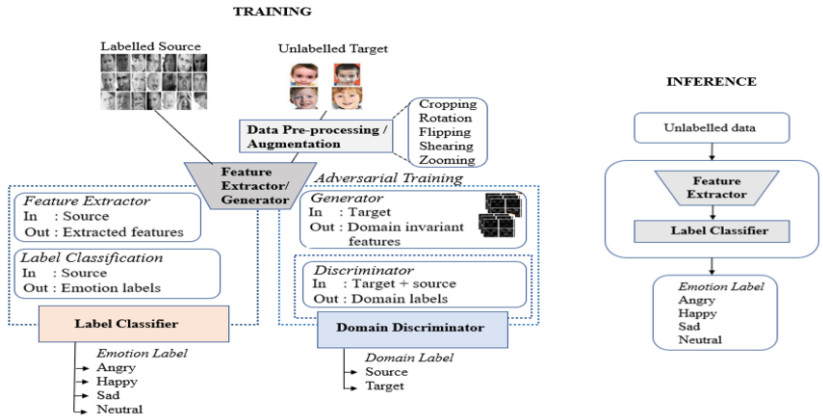 TRAINING
Labelled Source
Unlabelled Target
Data Pre-processing /
Augmentation
Cropping
Rotation
Flipping
Shearing
Zooming
Feature
Extractor/
Generator
Adversarial Training
Feature Extractor
In : Source
Out : Extracted features
Label Classification
In : Source
Out : Emotion labels
Generator
In : Target
Out : Domain invariant
features
Discriminator
In : Target + source
Out : Domain labels
Label Classifier
Domain Discriminator
Emotion Label
Angry
Happy
Sad
Neutral
Domain Label
Source
Target
INFERENCE
Unlabelled data
Feature
Extractor
Label Classifier
Emotion Label
Angry
Happy
Sad
Neutral